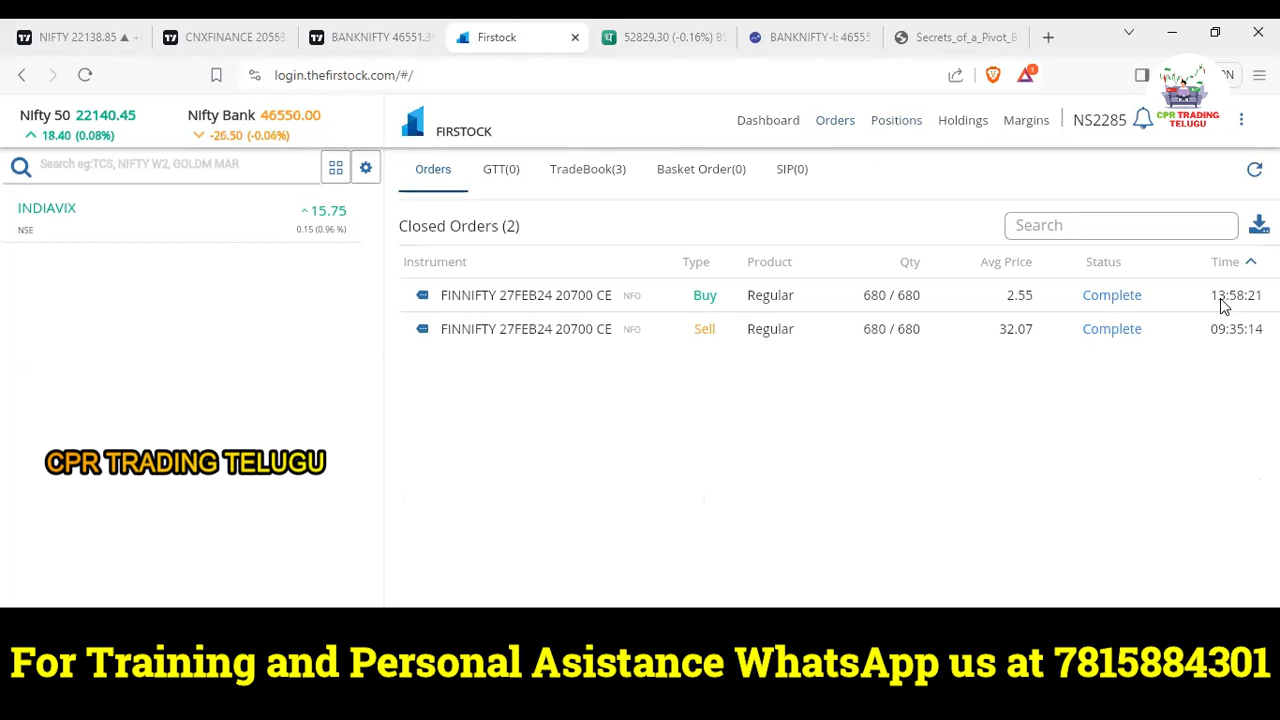 NIFTY 22138.85
CNXFINANCE 2056
BANKNIFTY 46551.3
Firstock
52829.30 (-0.16%) B
BANKNIFTY-I: 4655
Secrets_of_a_Pivot_B
login.thefirstock.com/#/
1
CPR TRADING
TELUGU
NIfty 50 22140.45
18.40 (0.08%)
Nifty Bank 46556.00
-26.50 (-0.06%)
FIRSTOCK
Dashboard Orders Positions Holdings Margins NS2285
Search eg:TCS, NIFTY W2, GOLDM MAR
Orders GTT(0) TradeBook(3) Basket Order(0) SIP(0)
INDIAVIX 15.75
NSE 0.15 (0.96 %)
Closed Orders (2) Search
Instrument Type Product Qty Avg Price Status Time
FINNIFTY 27FEB24 20700 CE NFO Buy Regular 680 / 680 2.55 Complete 13:58:21
FINNIFTY 27FEB24 20700 CE NFO Sell Regular 680 / 680 32.07 Complete 09:35:14
CPR TRADING TELUGU
For Training and Personal Asistance WhatsApp us at 7815884301